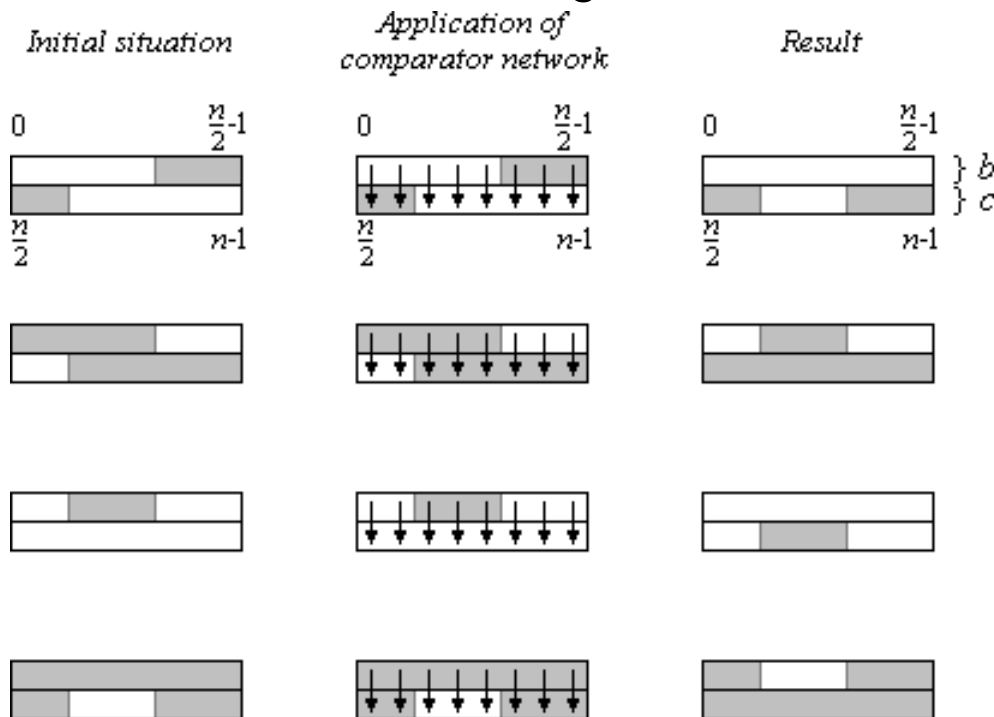 Initial situation
Application of
comparator network
Result
0 n/2-1
0 n/2-1
0 n/2-1
} b
} c
n/2 n-1
n/2 n-1
n/2 n-1